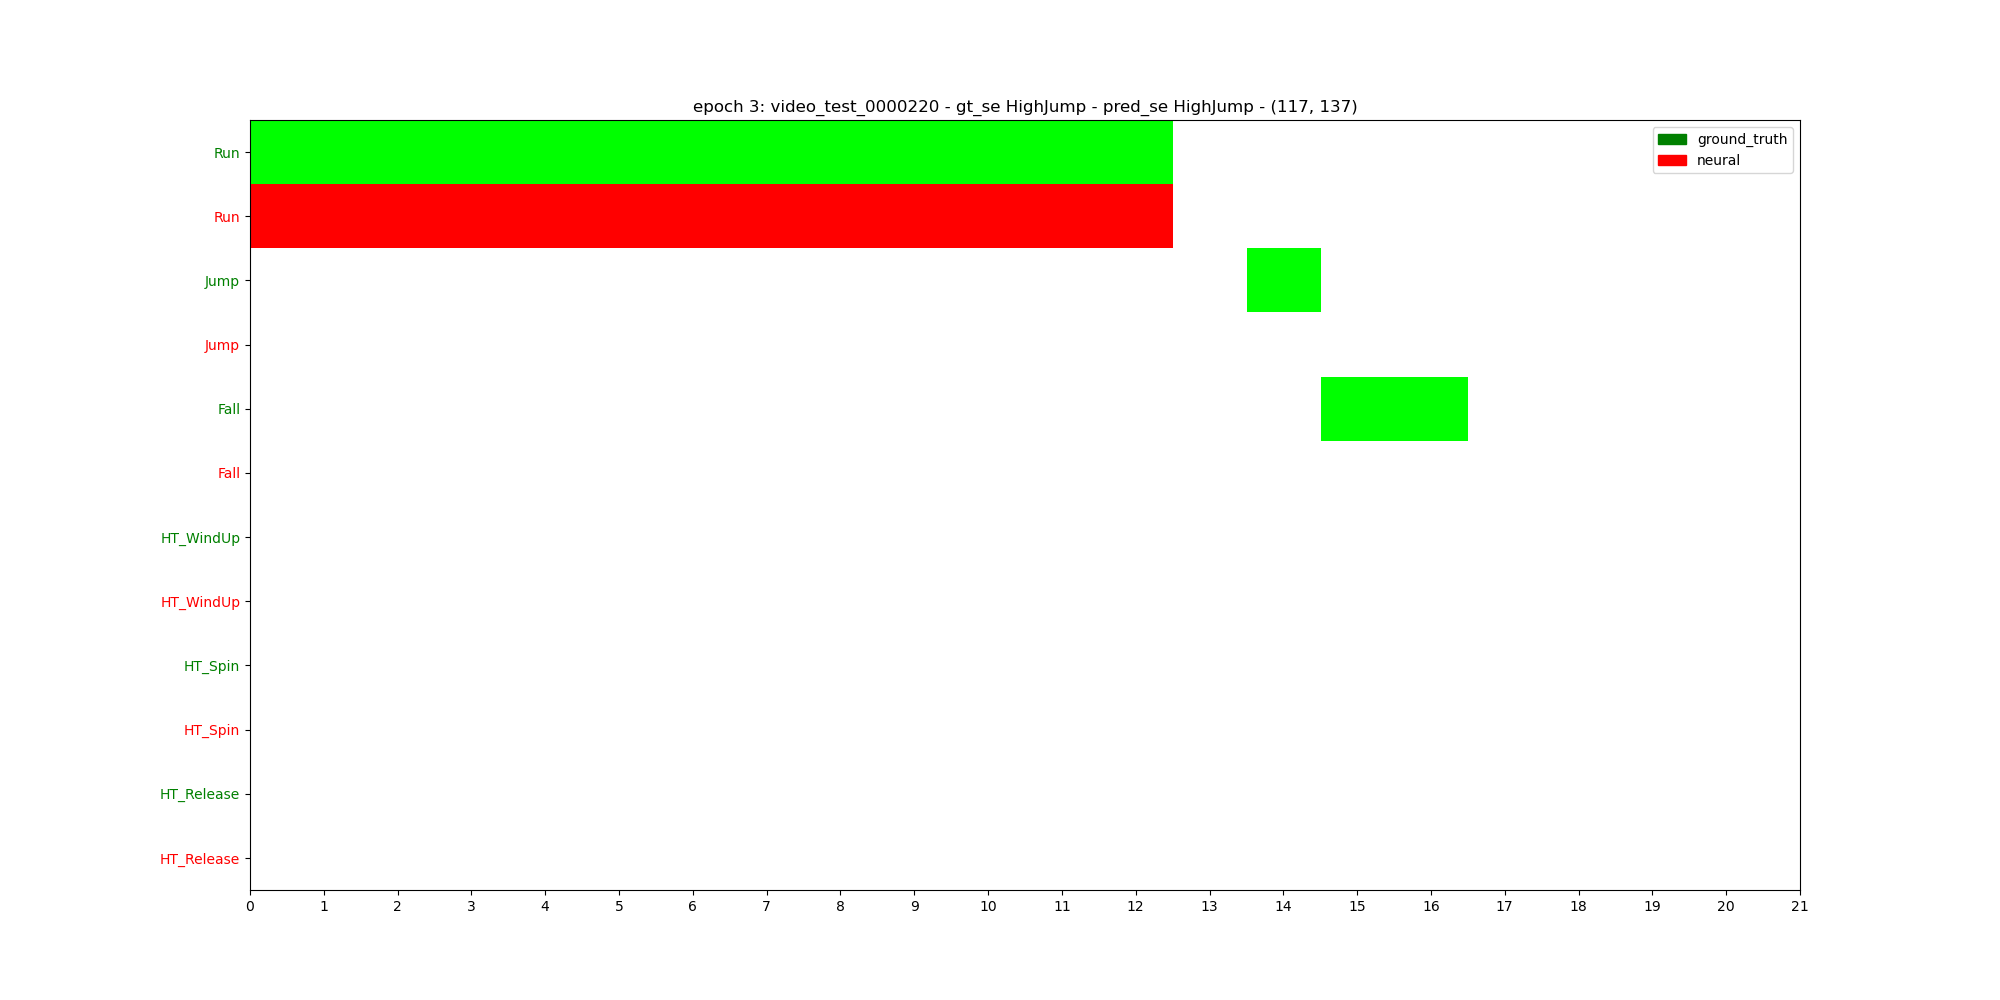 epoch 3: video_test_0000220 - gt_se HighJump - pred_se HighJump - (117, 137)
ground_truth
neural
Run
Run
Jump
Jump
Fall
Fall
HT_WindUp
HT_WindUp
HT_Spin
HT_Spin
HT_Release
HT_Release
0 1 2 3 4 5 6 7 8 9 10 11 12 13 14 15 16 17 18 19 20 21